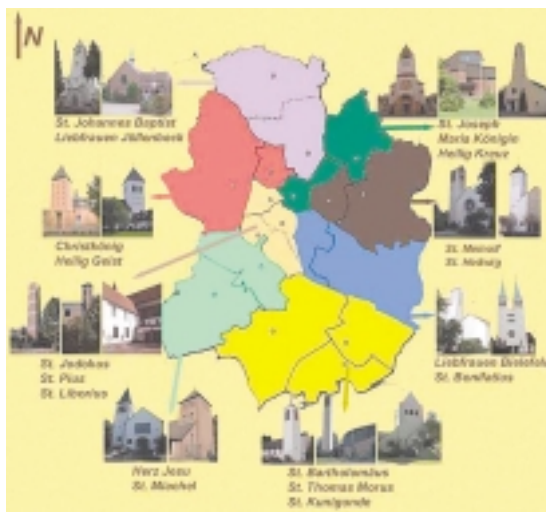 N
St. Johannes Baptist
Liebfrauen Jöllenbeck
St. Joseph
Maria Königin
Heilig Kreuz
Christkönig
Heilig Geist
St. Meinolf
St. Hedwig
St. Jodokus
St. Pius
St. Liborius
Liebfrauen Bielefeld
St. Bonifatius
Herz Jesu
St. Michael
St. Bartholomäus
St. Thomas Morus
St. Kunigunde